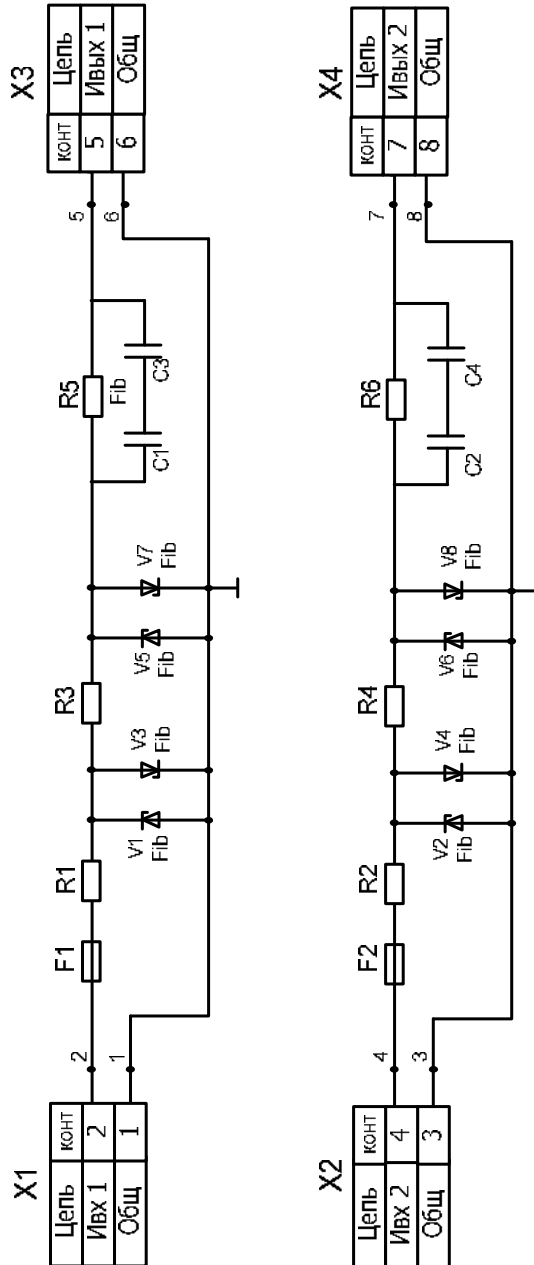 X1
Цепь конт
Ивх 1 2
Общ 1
2
1
F1
R1
V1
Fib
V3
Fib
R3
V5
Fib
V7
Fib
R5
Fib
C1
C3
5
6
X3
конт Цепь
5 Ивых 1
6 Общ
X2
Цепь конт
Ивх 2 4
Общ 3
4
3
F2
R2
V2
Fib
V4
Fib
R4
V6
Fib
V8
Fib
R6
C2
C4
7
8
X4
конт Цепь
7 Ивых 2
8 Общ